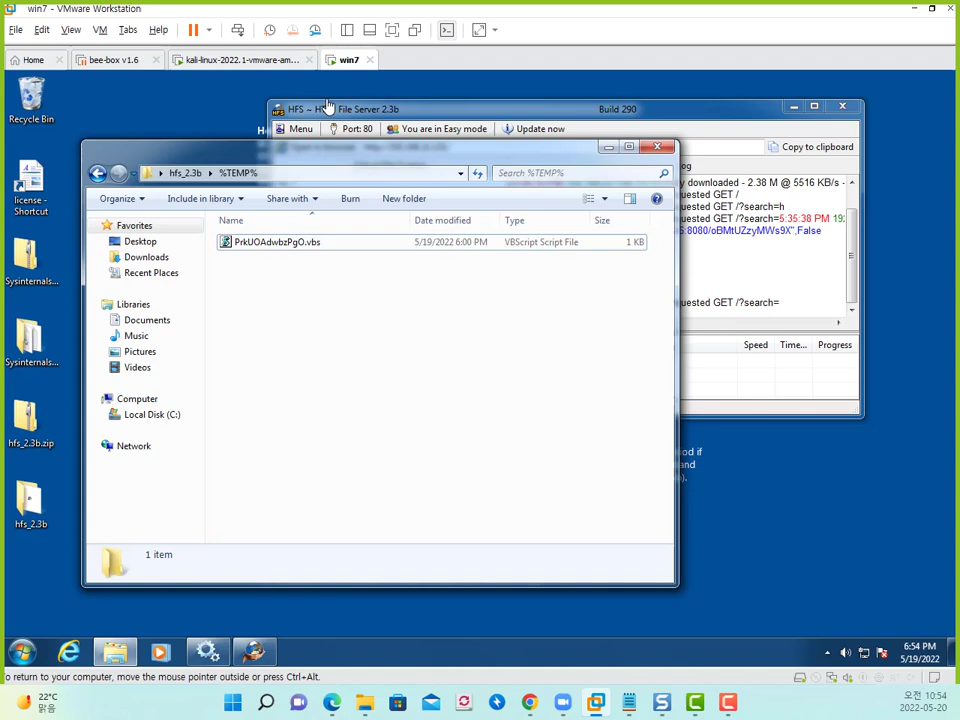 win7 - VMware Workstation
File Edit View VM Tabs Help
Home bee-box v1.6 kali-linux-2022.1-vmware-am... win7
Recycle Bin
HFS ~ H File Server 2.3b Build 290
Menu Port: 80 You are in Easy mode Update now
Copy to clipboard
og
hfs_2.3b %TEMP% Search %TEMP%
y downloaded - 2.38 M @ 5516 KB/s -
uested GET /
uested GET /?search=h
uested GET /?search=5:35:38 PM 19
6:8080/oBMtUZzyMWs9X",False
uested GET /?search=
Organize Include in library Share with Burn New folder
license - Shortcut
Favorites
Desktop
Downloads
Recent Places
Libraries
Documents
Music
Pictures
Videos
Computer
Local Disk (C:)
Network
Name Date modified Type Size
PrkUOAdwbzPgO.vbs 5/19/2022 6:00 PM VBScript Script File 1 KB
Sysinternals...
Sysinternals...
hfs_2.3b.zip
hfs_2.3b
Speed Time... Progress
od if
and
).
1 item
6:54 PM
5/19/2022
To return to your computer, move the mouse pointer outside or press Ctrl+Alt.
22°C
맑음
오전 10:54
2022-05-20